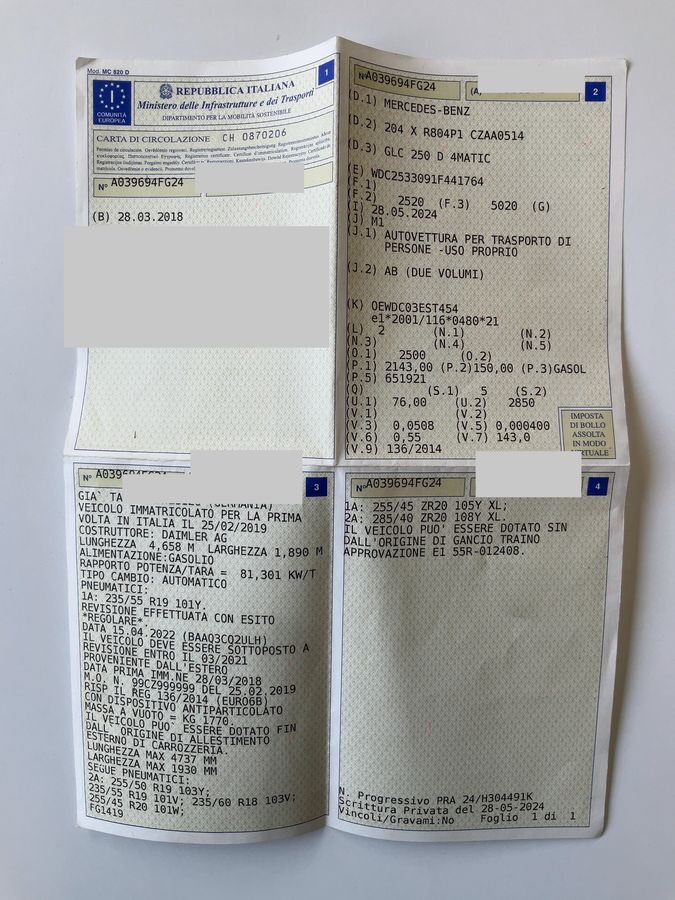 Mod. MC 820 D
1
COMUNITÀ
EUROPEA
REPUBBLICA ITALIANA
Ministero delle Infrastrutture e dei Trasporti
DIPARTIMENTO PER LA MOBILITÀ SOSTENIBILE
CARTA DI CIRCOLAZIONE CH 0870206
N° A039694FG24
(B) 28.03.2018
N° A039694FG24
(A,
2
(D.1) MERCEDES-BENZ
(D.2) 204 X R804P1 CZAA0514
(D.3) GLC 250 D 4MATIC
(E) WDC2533091F441764
(F.1)
(F.2) 2520 (F.3) 5020 (G)
(I) 28.05.2024
(J) M1
(J.1) AUTOVETTURA PER TRASPORTO DI
PERSONE -USO PROPRIO
(J.2) AB (DUE VOLUMI)
(K) OEWDC03EST454
e1*2001/116*0480*21
(L) 2 (N.1) (N.2)
(N.3) (N.4) (N.5)
(O.1) 2500 (O.2)
(P.1) 2143,00 (P.2)150,00 (P.3)GASOL
(P.5) 651921
(Q) (S.1) 5 (S.2)
(U.1) 76,00 (U.2) 2850
(V.1) (V.2)
(V.3) 0,0508 (V.5) 0,000400
(V.6) 0,55 (V.7) 143,0
(V.9) 136/2014
IMPOSTA
DI BOLLO
ASSOLTA
IN MODO
VIRTUALE
N° A039694FG24
3
GIA` TA (GERMANIA)
VEICOLO IMMATRICOLATO PER LA PRIMA
VOLTA IN ITALIA IL 25/02/2019
COSTRUTTORE: DAIMLER AG
LUNGHEZZA 4,658 M LARGHEZZA 1,890 M
ALIMENTAZIONE:GASOLIO
RAPPORTO POTENZA/TARA = 81,301 KW/T
TIPO CAMBIO: AUTOMATICO
PNEUMATICI:
1A: 235/55 R19 101Y.
REVISIONE EFFETTUATA CON ESITO
*REGOLARE*.
DATA 15.04.2022 (BAAQ3CQ2ULH)
IL VEICOLO DEVE ESSERE SOTTOPOSTO A
REVISIONE ENTRO IL 03/2021
PROVENIENTE DALL'ESTERO
DATA PRIMA IMM.NE 28/03/2018
M.O. N. 99CZ999999 DEL 25.02.2019
RISP IL REG 136/2014 (EURO6B)
CON DISPOSITIVO ANTIPARTICOLATO
MASSA A VUOTO = KG 1770.
IL VEICOLO PUO` ESSERE DOTATO FIN
DALL` ORIGINE DI ALLESTIMENTO
ESTERNO DI CARROZZERIA.
LUNGHEZZA MAX 4737 MM
LARGHEZZA MAX 1930 MM
SEGUE PNEUMATICI:
2A: 255/50 R19 103Y;
235/55 R19 101V; 235/60 R18 103V;
255/45 R20 101W;
FG1419
N° A039694FG24
4
1A: 255/45 ZR20 105Y XL;
2A: 285/40 ZR20 108Y XL.
IL VEICOLO PUO' ESSERE DOTATO SIN
DALL'ORIGINE DI GANCIO TRAINO
APPROVAZIONE E1 55R-012408.
N. Progressivo PRA 24/H304491K
Scrittura Privata del 28-05-2024
Vincoli/Gravami:No Foglio 1 di 1